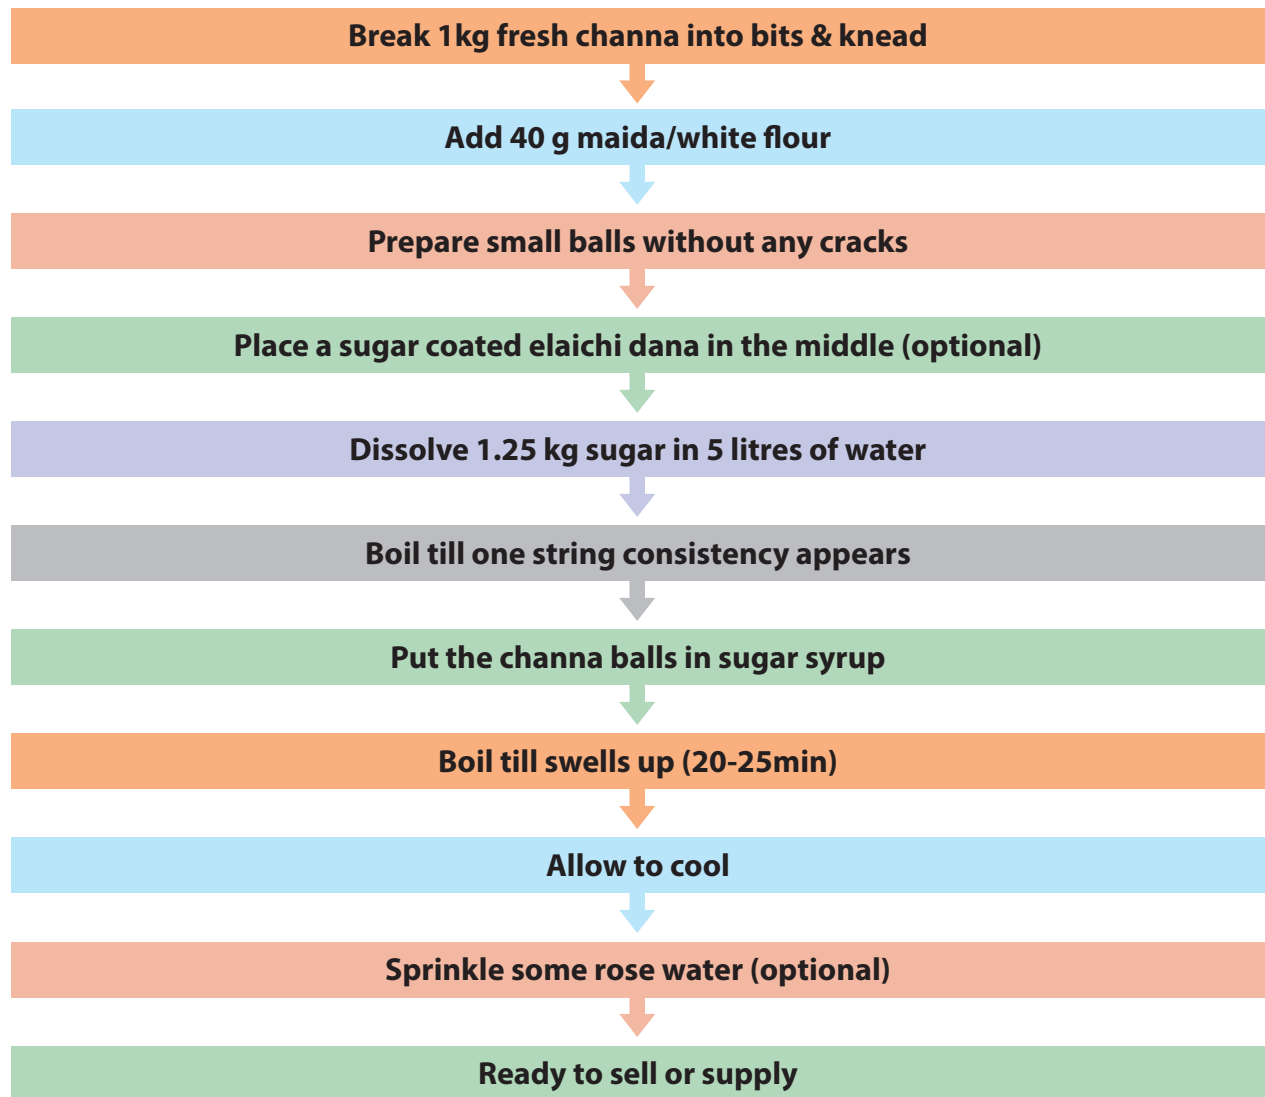 Break 1kg fresh channa into bits & knead
Add 40 g maida/white flour
Prepare small balls without any cracks
Place a sugar coated elaichi dana in the middle (optional)
Dissolve 1.25 kg sugar in 5 litres of water
Boil till one string consistency appears
Put the channa balls in sugar syrup
Boil till swells up (20-25min)
Allow to cool
Sprinkle some rose water (optional)
Ready to sell or supply